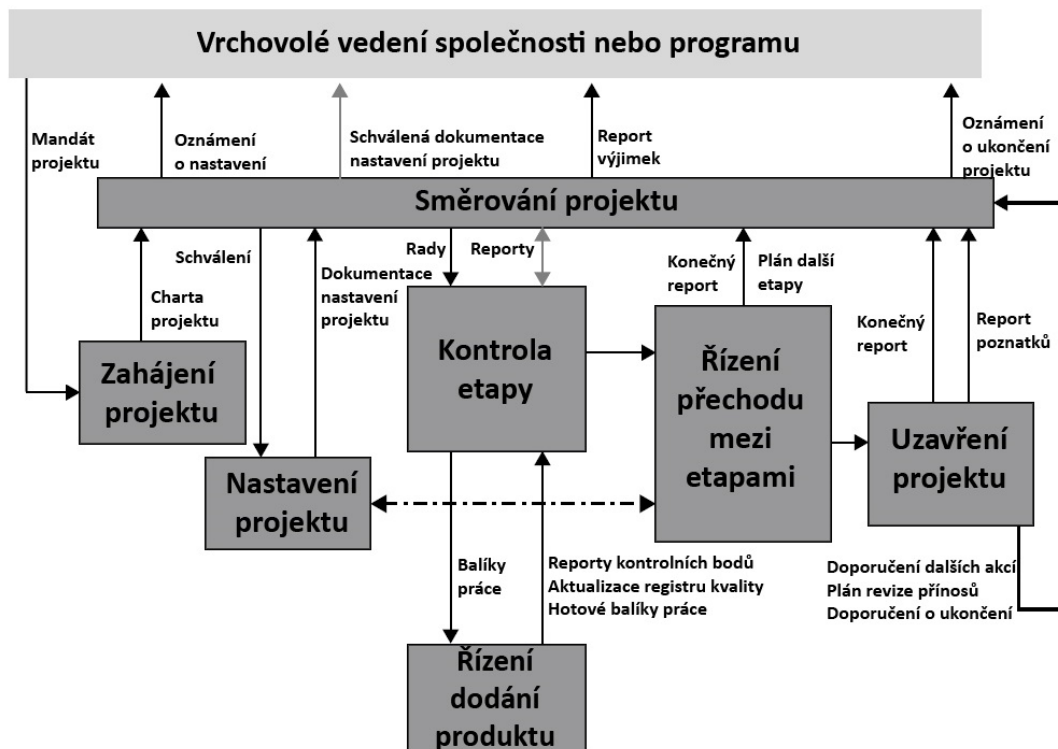 Vrchovolé vedení společnosti nebo programu
Mandát
projektu
Oznámení
o nastavení
Schválená dokumentace
nastavení projektu
Report
výjimek
Oznámení
o ukončení
projektu
Směrování projektu
Schválení
Charta
projektu
Dokumentace
nastavení
projektu
Rady
Reporty
Konečný
report
Plán další
etapy
Konečný
report
Report
poznatků
Zahájení
projektu
Kontrola
etapy
Řízení
přechodu
mezi
etapami
Uzavření
projektu
Nastavení
projektu
Balíky
práce
Reporty kontrolních bodů
Aktualizace registru kvality
Hotové balíky práce
Doporučení dalších akcí
Plán revize přínosů
Doporučení o ukončení
Řízení
dodání
produktu